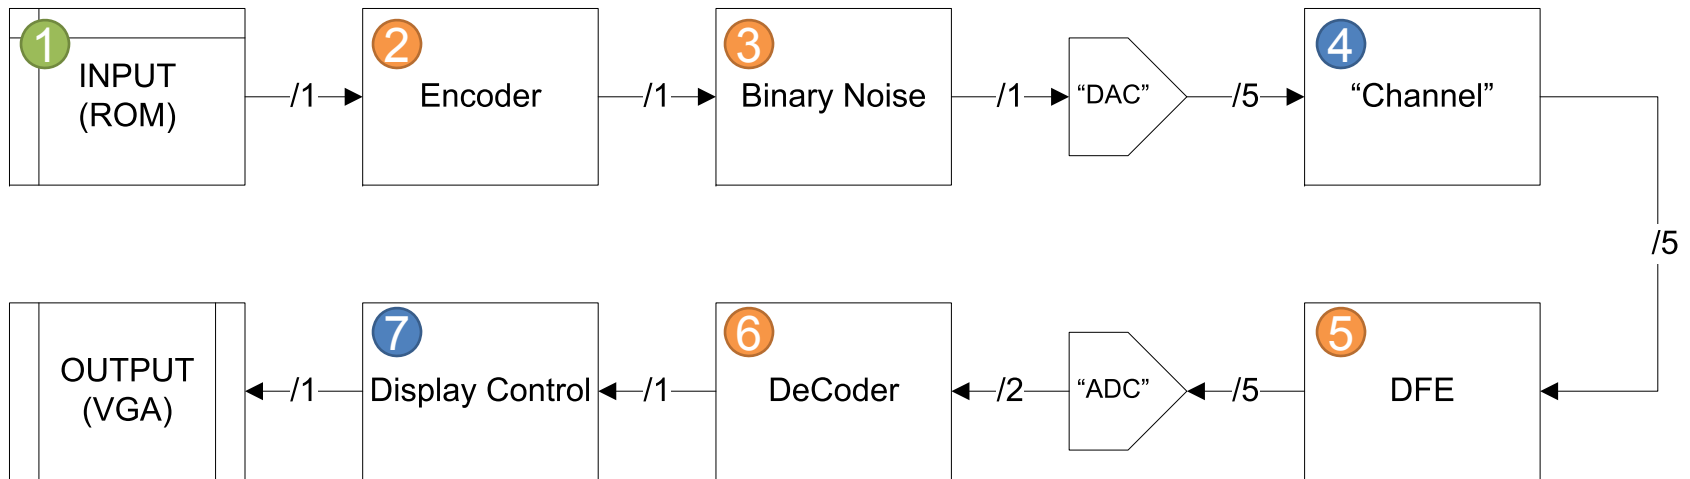 1
INPUT
(ROM)
/1
2
Encoder
/1
3
Binary Noise
/1
“DAC”
/5
4
“Channel”
/5
OUTPUT
(VGA)
/1
7
Display Control
/1
6
DeCoder
/2
“ADC”
/5
5
DFE